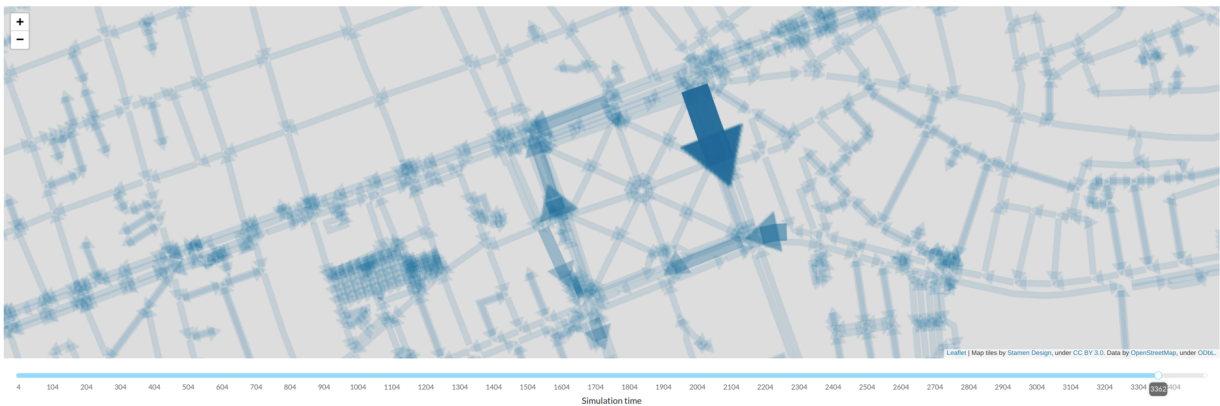 +
−
Leaflet | Map tiles by Stamen Design, under CC BY 3.0. Data by OpenStreetMap, under ODbL.
4 104 204 304 404 504 604 704 804 904 1004 1104 1204 1304 1404 1504 1604 1704 1804 1904 2004 2104 2204 2304 2404 2504 2604 2704 2804 2904 3004 3104 3204 3304 3362 404
Simulation time